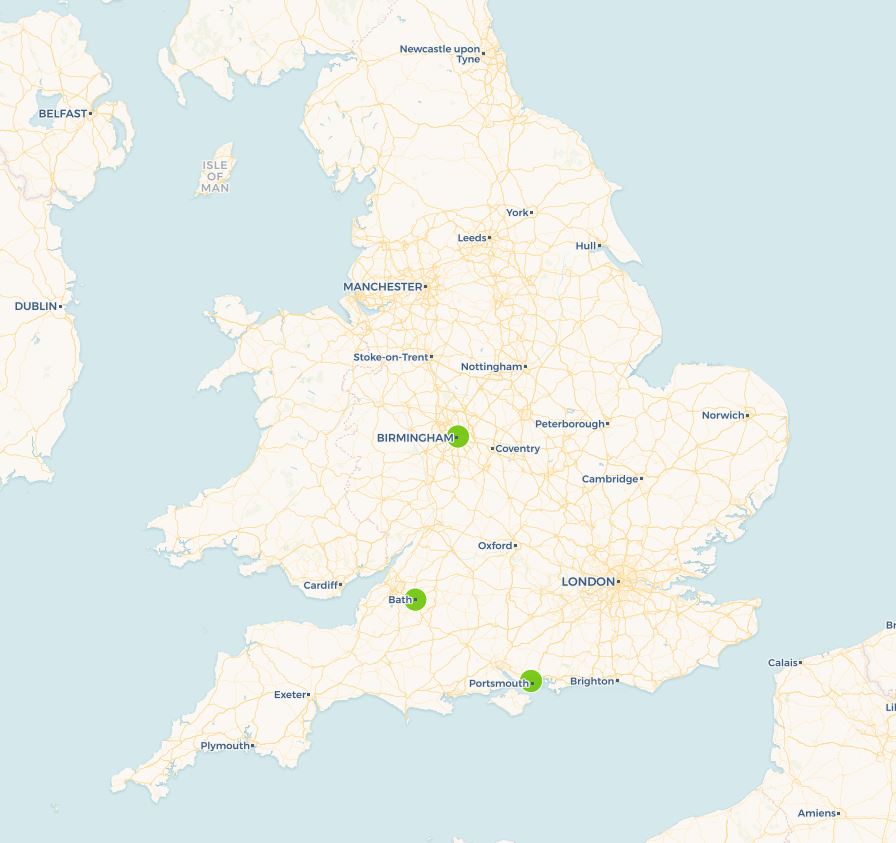 Newcastle upon
Tyne
BELFAST
ISLE
OF
MAN
York
Leeds
Hull
MANCHESTER
DUBLIN
Stoke-on-Trent
Nottingham
Norwich
Peterborough
BIRMINGHAM
Coventry
Cambridge
Oxford
LONDON
Cardiff
Bath
Br
Calais
Portsmouth
Brighton
Exeter
Lil
Plymouth
Amiens